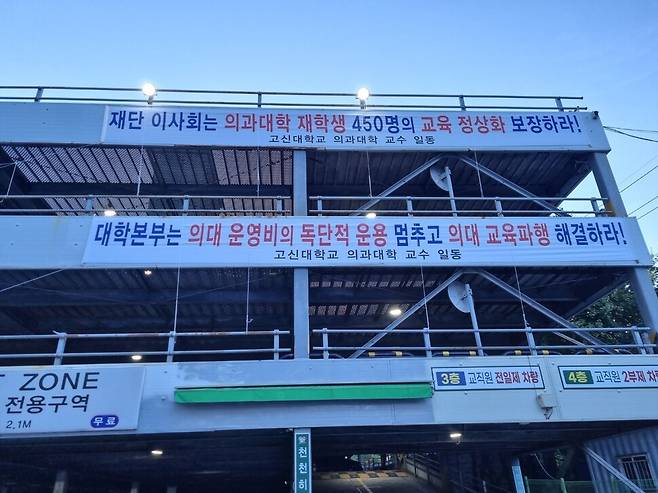 재단 이사회는 의과대학 재학생 450명의 교육 정상화 보장하라!
고신대학교 의과대학 교수 일동
대학본부는 의대 운영비의 독단적 운용 멈추고 의대 교육파행 해결하라!
고신대학교 의과대학 교수 일동
ZONE
전용구역
2.1M
무료
3층 교직원 전일제 차량
4층 교직원 2부제 차량
천천히